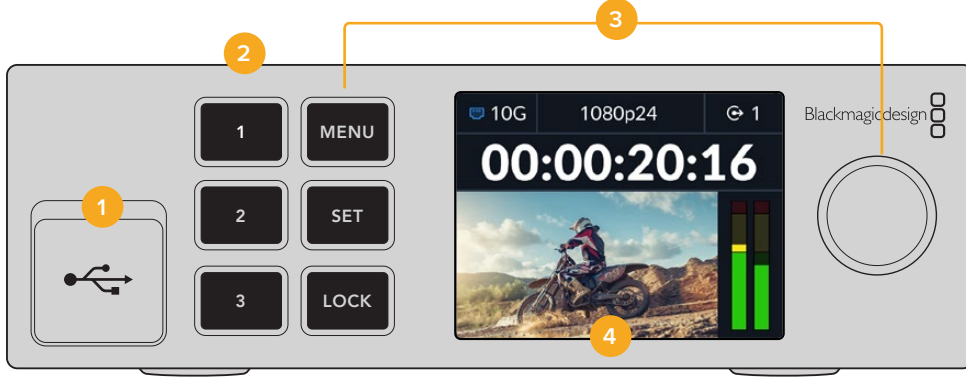 3
2
1 MENU
10G 1080p24 1
Blackmagicdesign
00:00:20:16
1
2 SET
3 LOCK
4